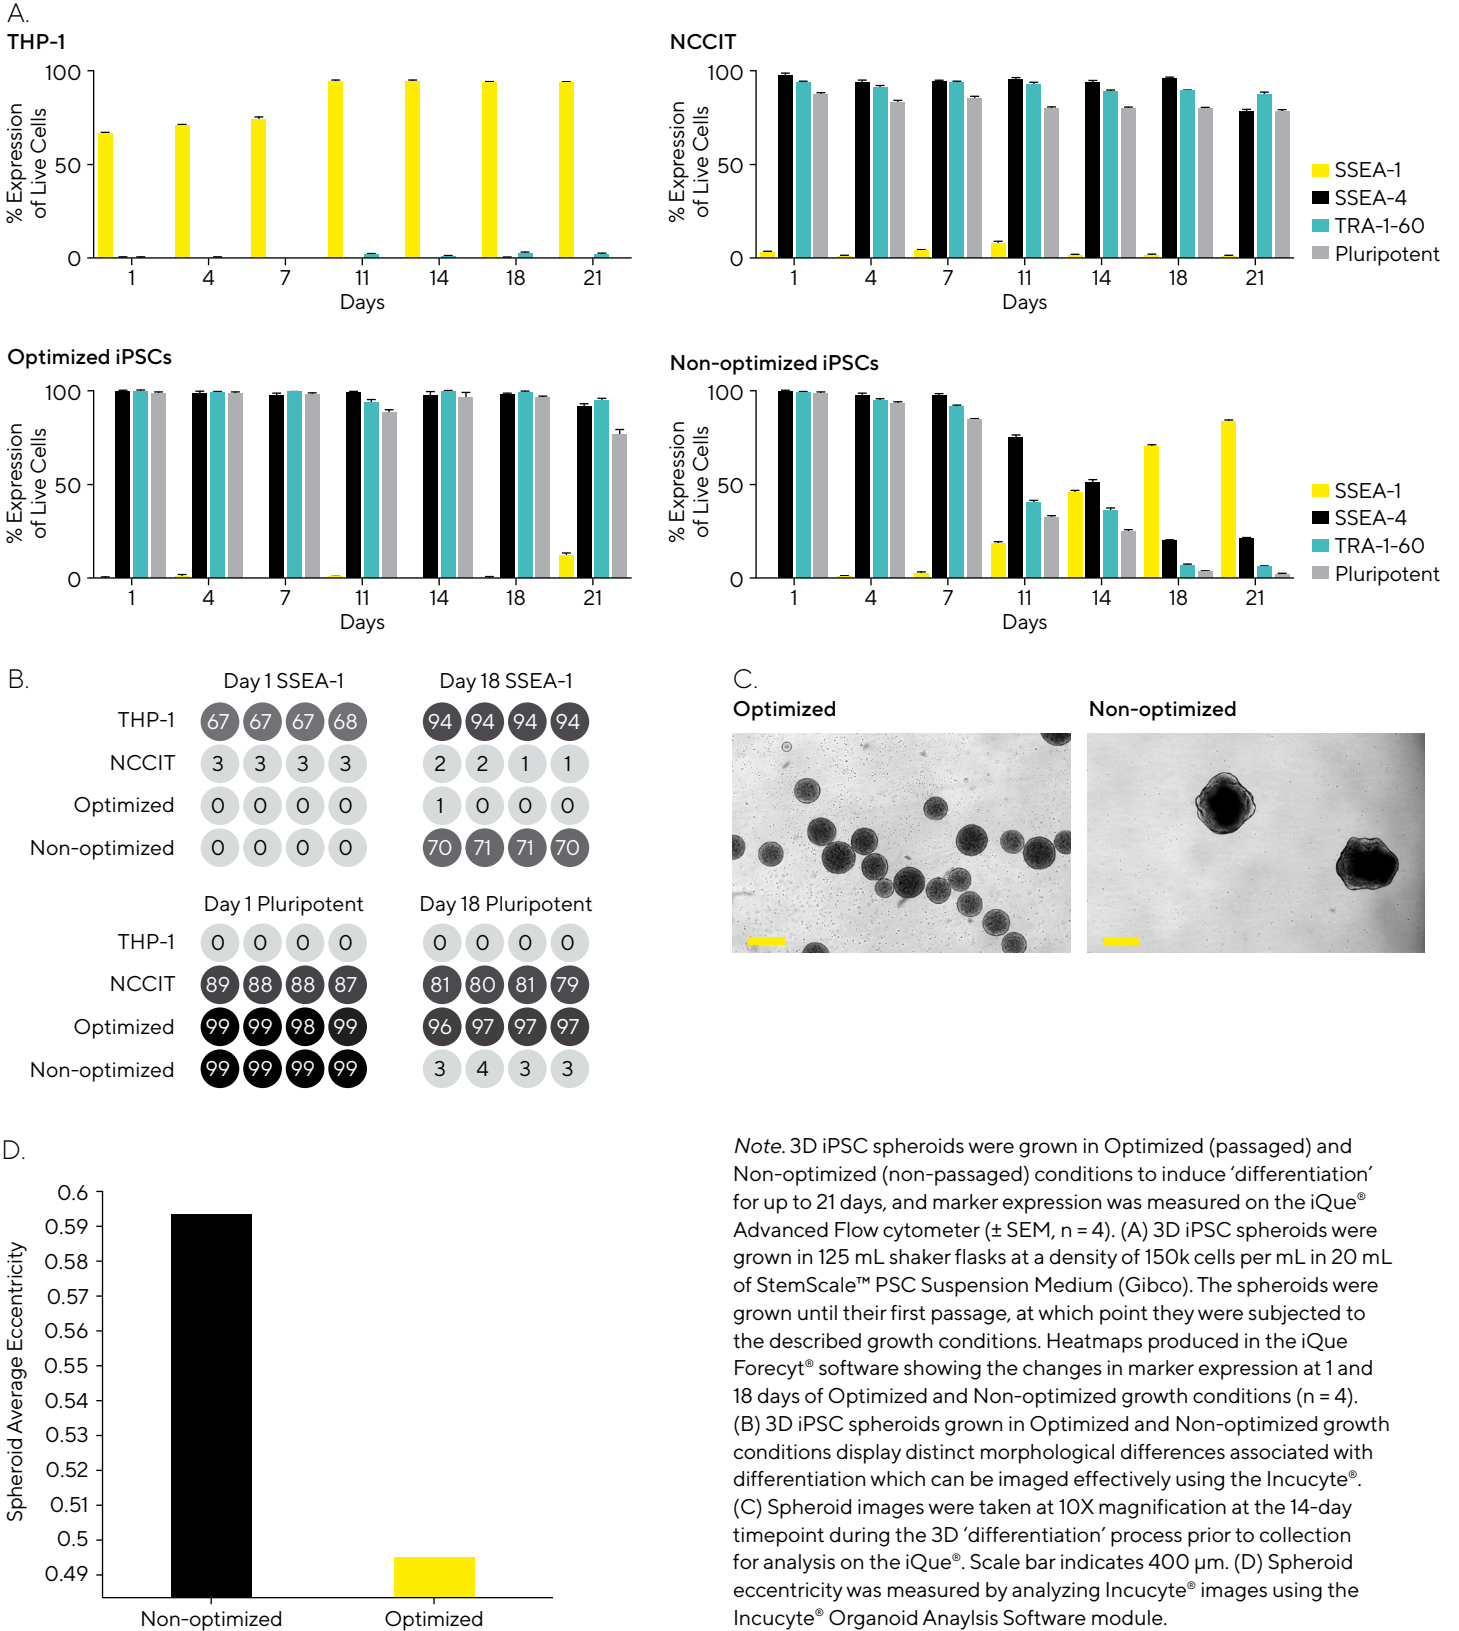 A.
THP-1
100
50
0
% Expression
of Live Cells
1 4 7 11 14 18 21
Days
NCCIT
100
50
0
% Expression
of Live Cells
1 4 7 11 14 18 21
Days
SSEA-1
SSEA-4
TRA-1-60
Pluripotent
Optimized iPSCs
100
50
0
% Expression
of Live Cells
1 4 7 11 14 18 21
Days
Non-optimized iPSCs
100
50
0
% Expression
of Live Cells
1 4 7 11 14 18 21
Days
SSEA-1
SSEA-4
TRA-1-60
Pluripotent
B.
Day 1 SSEA-1 Day 18 SSEA-1
THP-1 67 67 67 68 94 94 94 94
NCCIT 3 3 3 3 2 2 1 1
Optimized 0 0 0 0 1 0 0 0
Non-optimized 0 0 0 0 70 71 71 70
Day 1 Pluripotent Day 18 Pluripotent
THP-1 0 0 0 0 0 0 0 0
NCCIT 89 88 88 87 81 80 81 79
Optimized 99 99 98 99 96 97 97 97
Non-optimized 99 99 99 99 3 4 3 3
C.
Optimized
Non-optimized
D.
Spheroid Average Eccentricity
0.6
0.59
0.58
0.57
0.56
0.55
0.54
0.53
0.52
0.51
0.5
0.49
Non-optimized Optimized
Note. 3D iPSC spheroids were grown in Optimized (passaged) and
Non-optimized (non-passaged) conditions to induce ‘differentiation’
for up to 21 days, and marker expression was measured on the iQue®
Advanced Flow cytometer (± SEM, n = 4). (A) 3D iPSC spheroids were
grown in 125 mL shaker flasks at a density of 150k cells per mL in 20 mL
of StemScale™ PSC Suspension Medium (Gibco). The spheroids were
grown until their first passage, at which point they were subjected to
the described growth conditions. Heatmaps produced in the iQue
Forecyt® software showing the changes in marker expression at 1 and
18 days of Optimized and Non-optimized growth conditions (n = 4).
(B) 3D iPSC spheroids grown in Optimized and Non-optimized growth
conditions display distinct morphological differences associated with
differentiation which can be imaged effectively using the Incucyte®.
(C) Spheroid images were taken at 10X magnification at the 14-day
timepoint during the 3D ‘differentiation’ process prior to collection
for analysis on the iQue®. Scale bar indicates 400 µm. (D) Spheroid
eccentricity was measured by analyzing Incucyte® images using the
Incucyte® Organoid Anaylsis Software module.